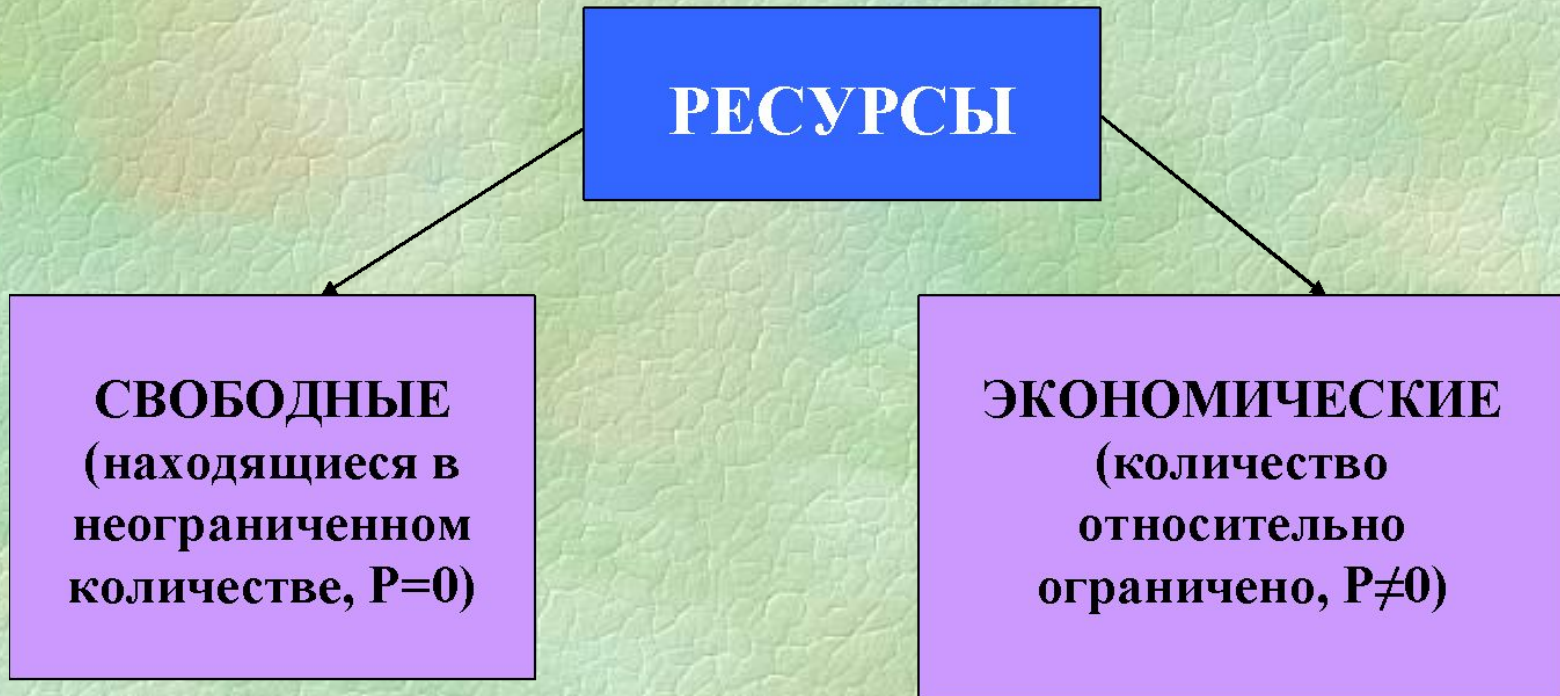 РЕСУРСЫ
СВОБОДНЫЕ
(находящиеся в
неограниченном
количестве, P=0)
ЭКОНОМИЧЕСКИЕ
(количество
относительно
ограничено, P≠0)